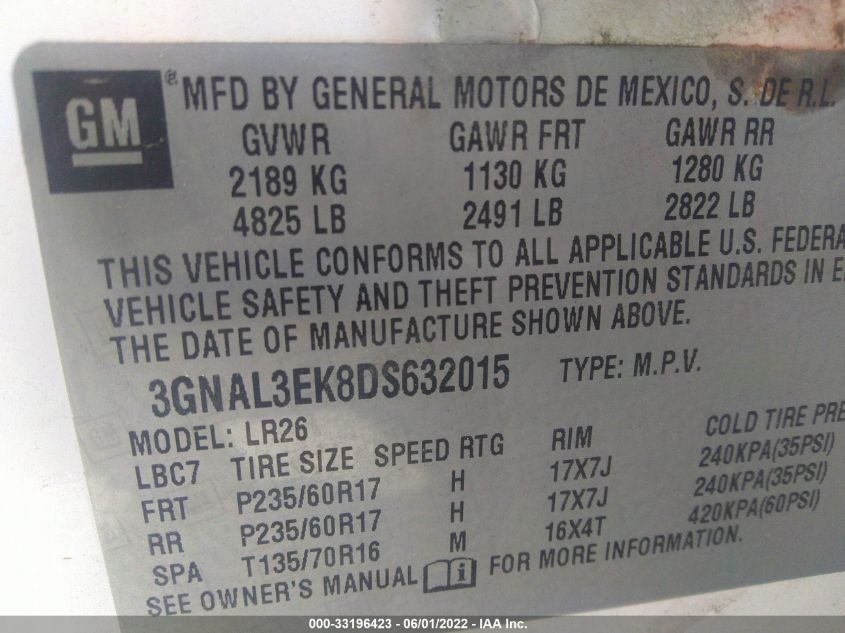 GM ® MFD BY GENERAL MOTORS DE MEXICO, S. DE R.L.
GVWR GAWR FRT GAWR RR
2189 KG 1130 KG 1280 KG
4825 LB 2491 LB 2822 LB
THIS VEHICLE CONFORMS TO ALL APPLICABLE U.S. FEDERA
VEHICLE SAFETY AND THEFT PREVENTION STANDARDS IN E
THE DATE OF MANUFACTURE SHOWN ABOVE.
3GNAL3EK8DS632015 TYPE: M.P.V.
MODEL: LR26
LBC7 TIRE SIZE SPEED RTG RIM COLD TIRE PRE
FRT P235/60R17 H 17X7J 240KPA(35PSI)
RR P235/60R17 H 17X7J 240KPA(35PSI)
SPA T135/70R16 M 16X4T 420KPA(60PSI)
SEE OWNER'S MANUAL i FOR MORE INFORMATION.
000-33196423 - 06/01/2022 - IAA Inc.